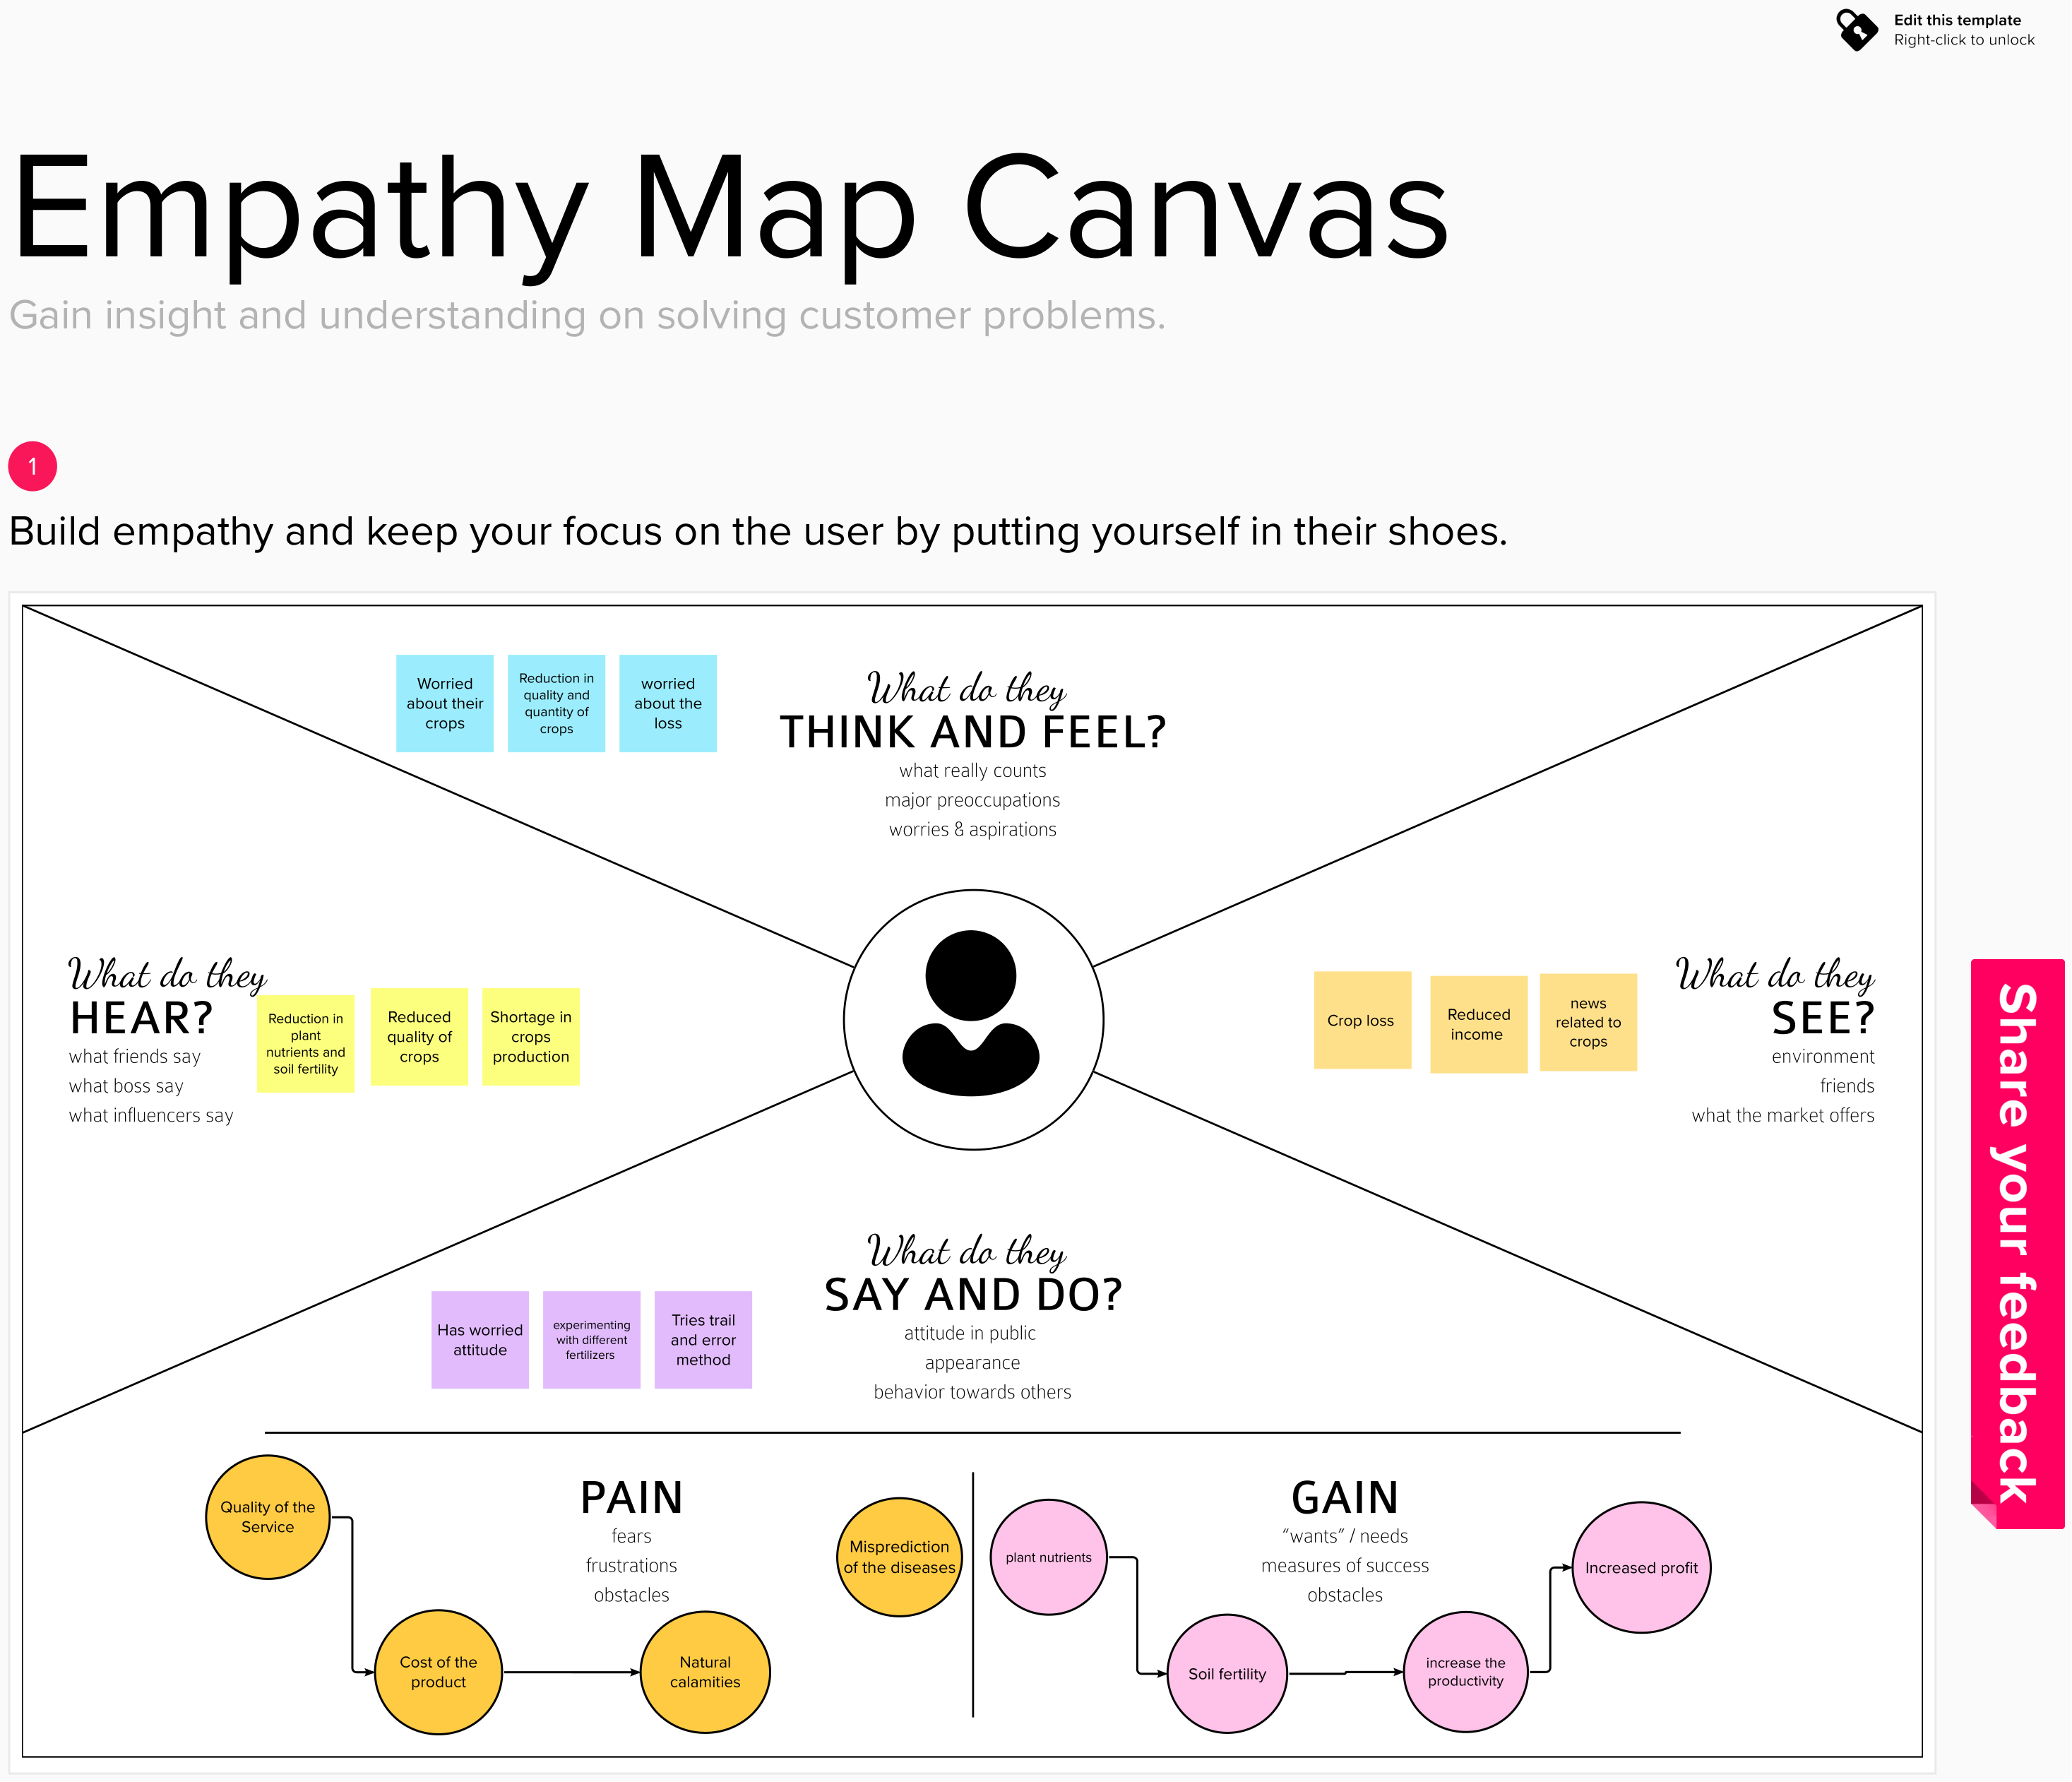 Edit this template
Right-click to unlock
Empathy Map Canvas
Gain insight and understanding on solving customer problems.
1
Build empathy and keep your focus on the user by putting yourself in their shoes.
Worried
about their
crops
Reduction in
quality and
quantity of
crops
worried
about the
loss
What do they
THINK AND FEEL?
what really counts
major preoccupations
worries & aspirations
What do they
HEAR?
what friends say
what boss say
what influencers say
Reduction in
plant
nutrients and
soil fertility
Reduced
quality of
crops
Shortage in
crops
production
Crop loss
Reduced
income
news
related to
crops
What do they
SEE?
environment
friends
what the market offers
Share your feedback
What do they
SAY AND DO?
attitude in public
appearance
behavior towards others
Has worried
attitude
experimenting
with different
fertilizers
Tries trail
and error
method
PAIN
fears
frustrations
obstacles
Quality of the
Service
Cost of the
product
Natural
calamities
Misprediction
of the diseases
GAIN
“wants” / needs
measures of success
obstacles
plant nutrients
Soil fertility
increase the
productivity
Increased profit